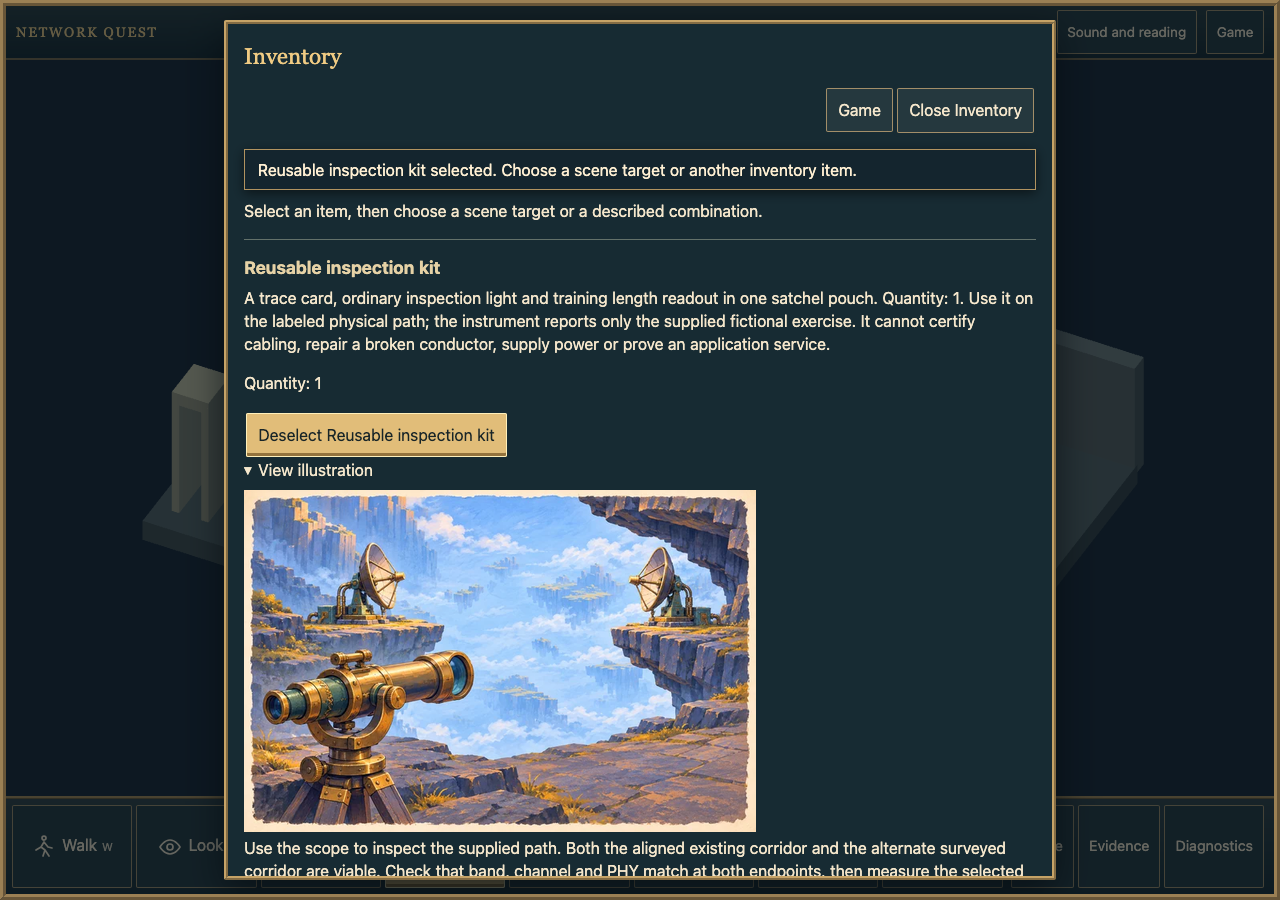 NETWORK QUEST
Sound and reading
Game
Inventory
Game
Close Inventory
Reusable inspection kit selected. Choose a scene target or another inventory item.
Select an item, then choose a scene target or a described combination.
Reusable inspection kit
A trace card, ordinary inspection light and training length readout in one satchel pouch. Quantity: 1. Use it on
the labeled physical path; the instrument reports only the supplied fictional exercise. It cannot certify
cabling, repair a broken conductor, supply power or prove an application service.
Quantity: 1
Deselect Reusable inspection kit
▾ View illustration
Use the scope to inspect the supplied path. Both the aligned existing corridor and the alternate surveyed
corridor are viable. Check that band, channel and PHY match at both endpoints, then measure the selected
Walk W
Look
Evidence
Diagnostics